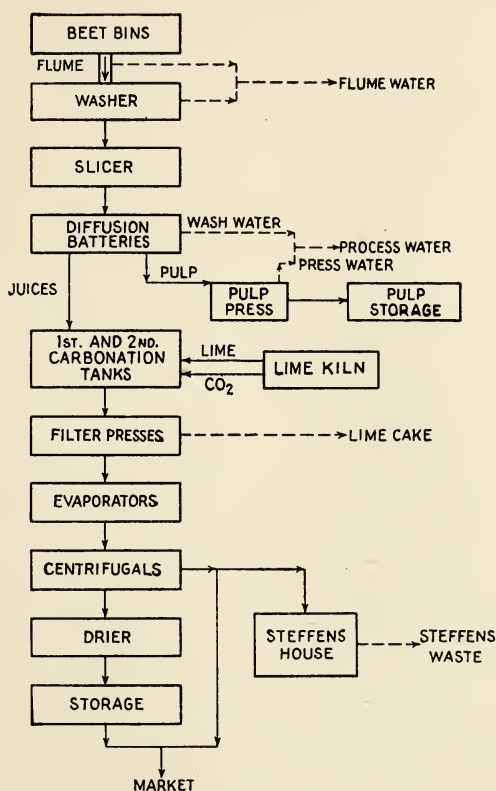 BEET BINS
FLUME
FLUME WATER
WASHER
SLICER
DIFFUSION
BATTERIES
WASH WATER
PROCESS WATER
PRESS WATER
PULP
JUICES
PULP
PRESS
PULP
STORAGE
1ST. AND 2ND.
CARBONATION
TANKS
LIME
CO2
LIME KILN
FILTER PRESSES
LIME CAKE
EVAPORATORS
CENTRIFUGALS
DRIER
STEFFENS
HOUSE
STEFFENS
WASTE
STORAGE
MARKET